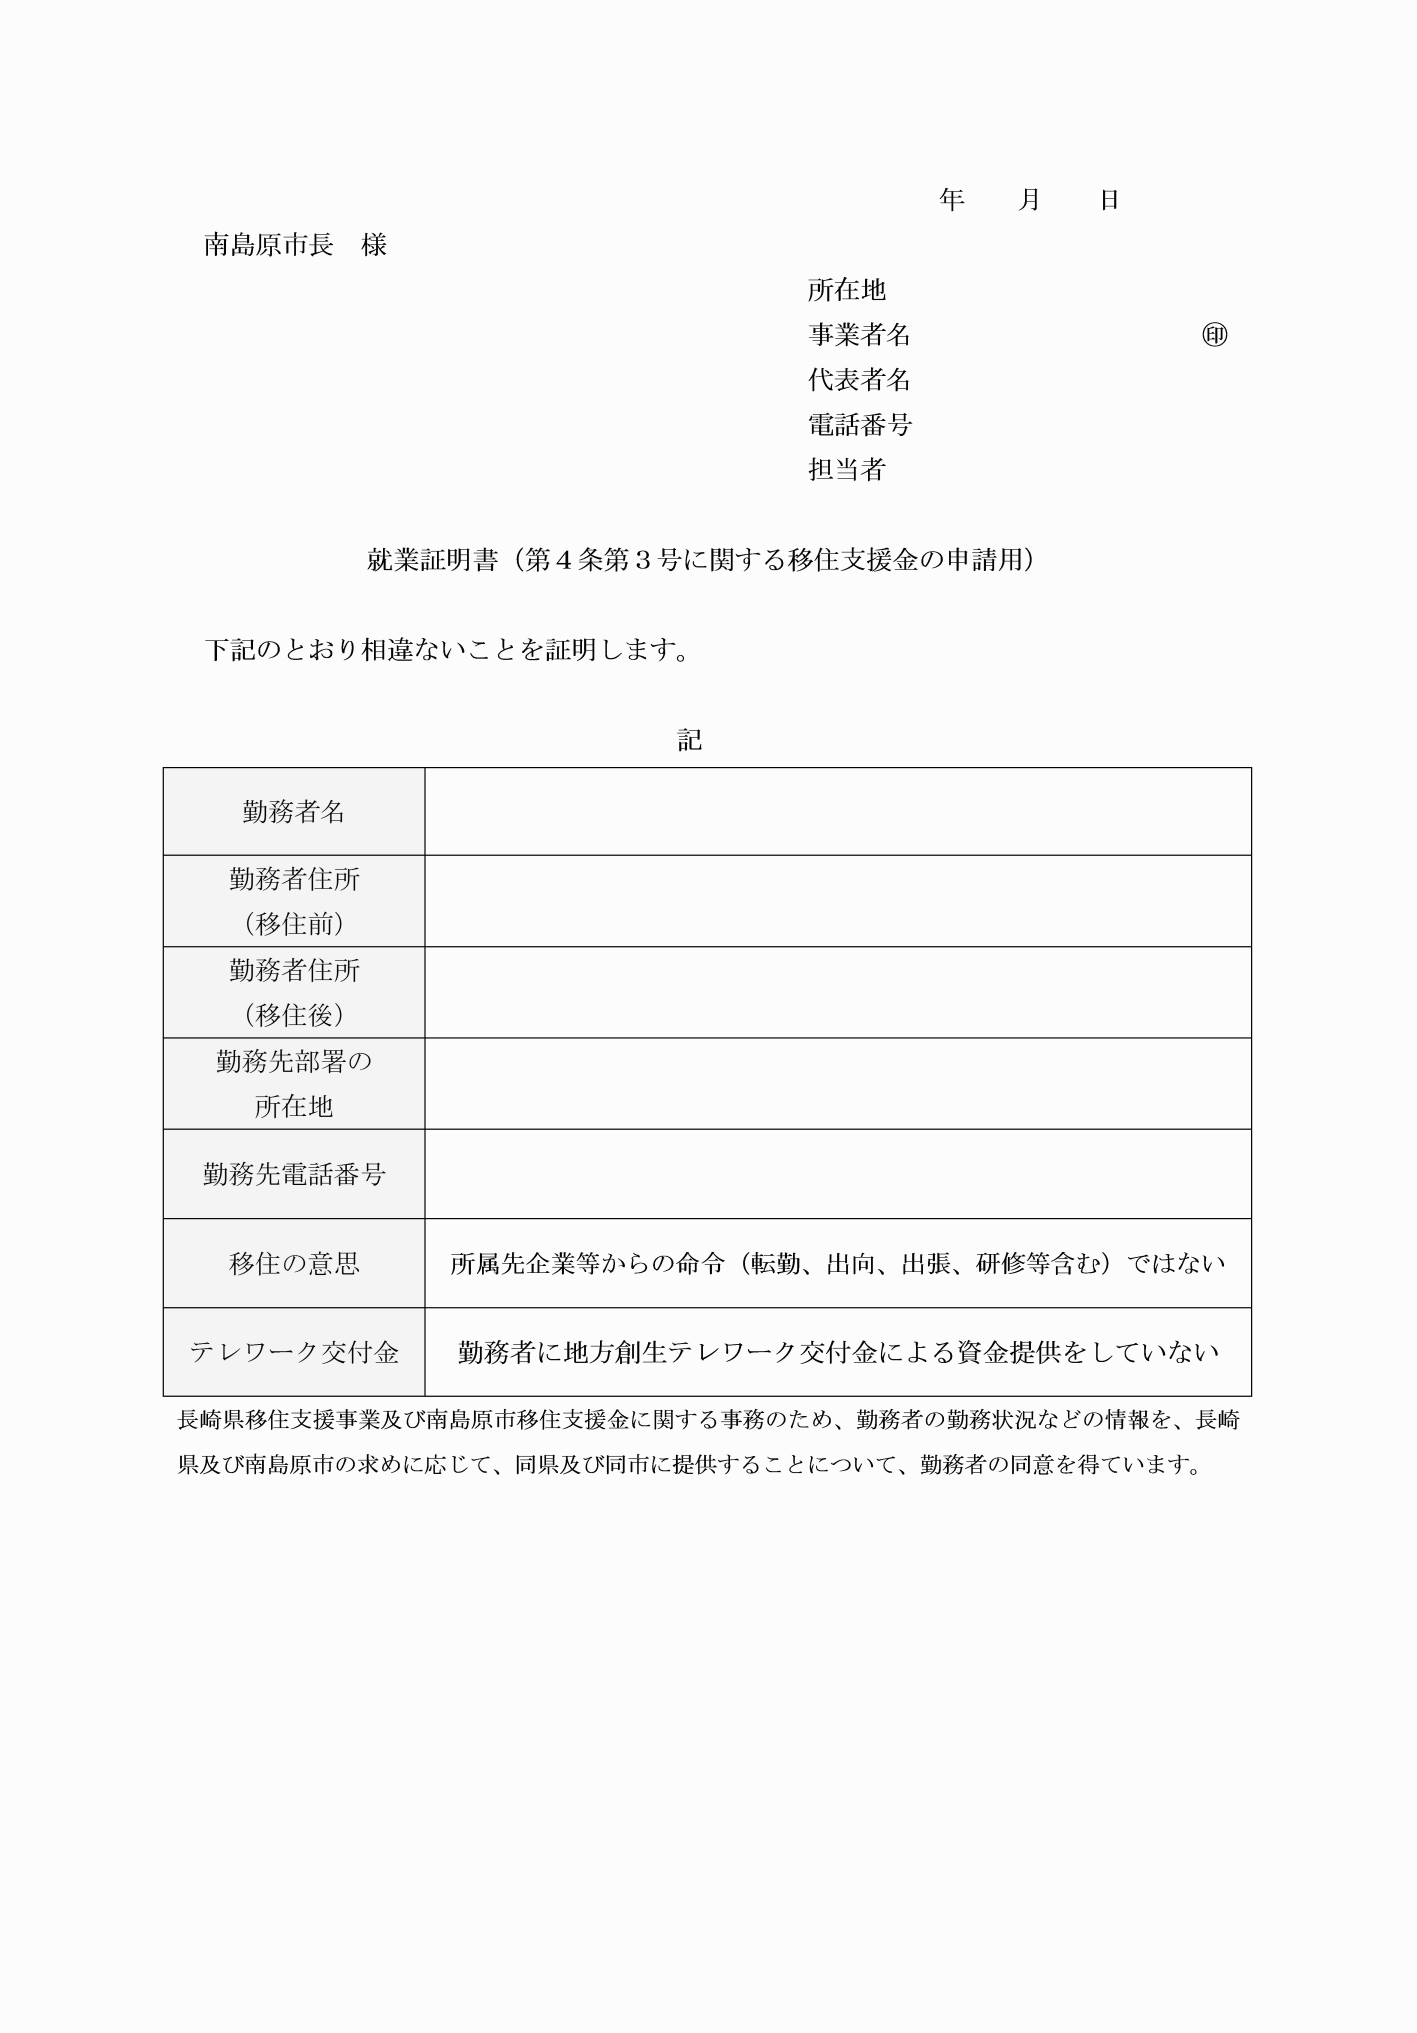 年　　月　　日
南島原市長　様
所在地
事業者名　㊞
代表者名
電話番号
担当者
就業証明書（第４条第３号に関する移住支援金の申請用）
下記のとおり相違ないことを証明します。
記
勤務者名
勤務者住所
（移住前）
勤務者住所
（移住後）
勤務先部署の
所在地
勤務先電話番号
移住の意思　所属先企業等からの命令（転勤、出向、出張、研修等含む）ではない
テレワーク交付金　勤務者に地方創生テレワーク交付金による資金提供をしていない
長崎県移住支援事業及び南島原市移住支援金に関する事務のため、勤務者の勤務状況などの情報を、長崎
県及び南島原市の求めに応じて、同県及び同市に提供することについて、勤務者の同意を得ています。